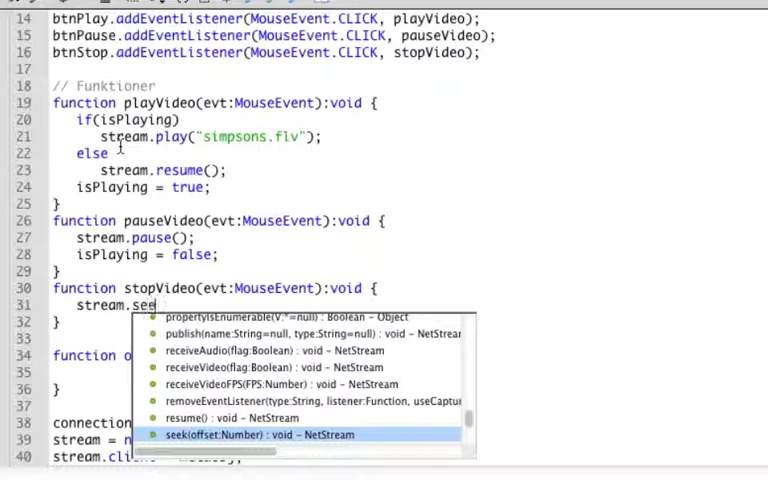 14 btnPlay.addEventListener(MouseEvent.CLICK, playVideo);
15 btnPause.addEventListener(MouseEvent.CLICK, pauseVideo);
16 btnStop.addEventListener(MouseEvent.CLICK, stopVideo);
17
18 // Funktioner
19 function playVideo(evt:MouseEvent):void {
20 if(isPlaying)
21 stream.play("simpsons.flv");
22 else
23 stream.resume();
24 isPlaying = true;
25 }
26 function pauseVideo(evt:MouseEvent):void {
27 stream.pause();
28 isPlaying = false;
29 }
30 function stopVideo(evt:MouseEvent):void {
31 stream.see
propertyIsEnumerable(V:*=null) : Boolean - Object
32 }
publish(name:String=null, type:String=null) : void - NetStrear
33
receiveAudio(flag:Boolean) : void - NetStream
34 function o
receiveVideo(flag:Boolean) : void - NetStream
35
receiveVideoFPS(FPS:Number) : void - NetStream
36 }
removeEventListener(type:String, listener:Function, useCaptur
37
resume() : void - NetStream
38 connection
seek(offset:Number) : void - NetStream
39 stream = n
40 stream.cli